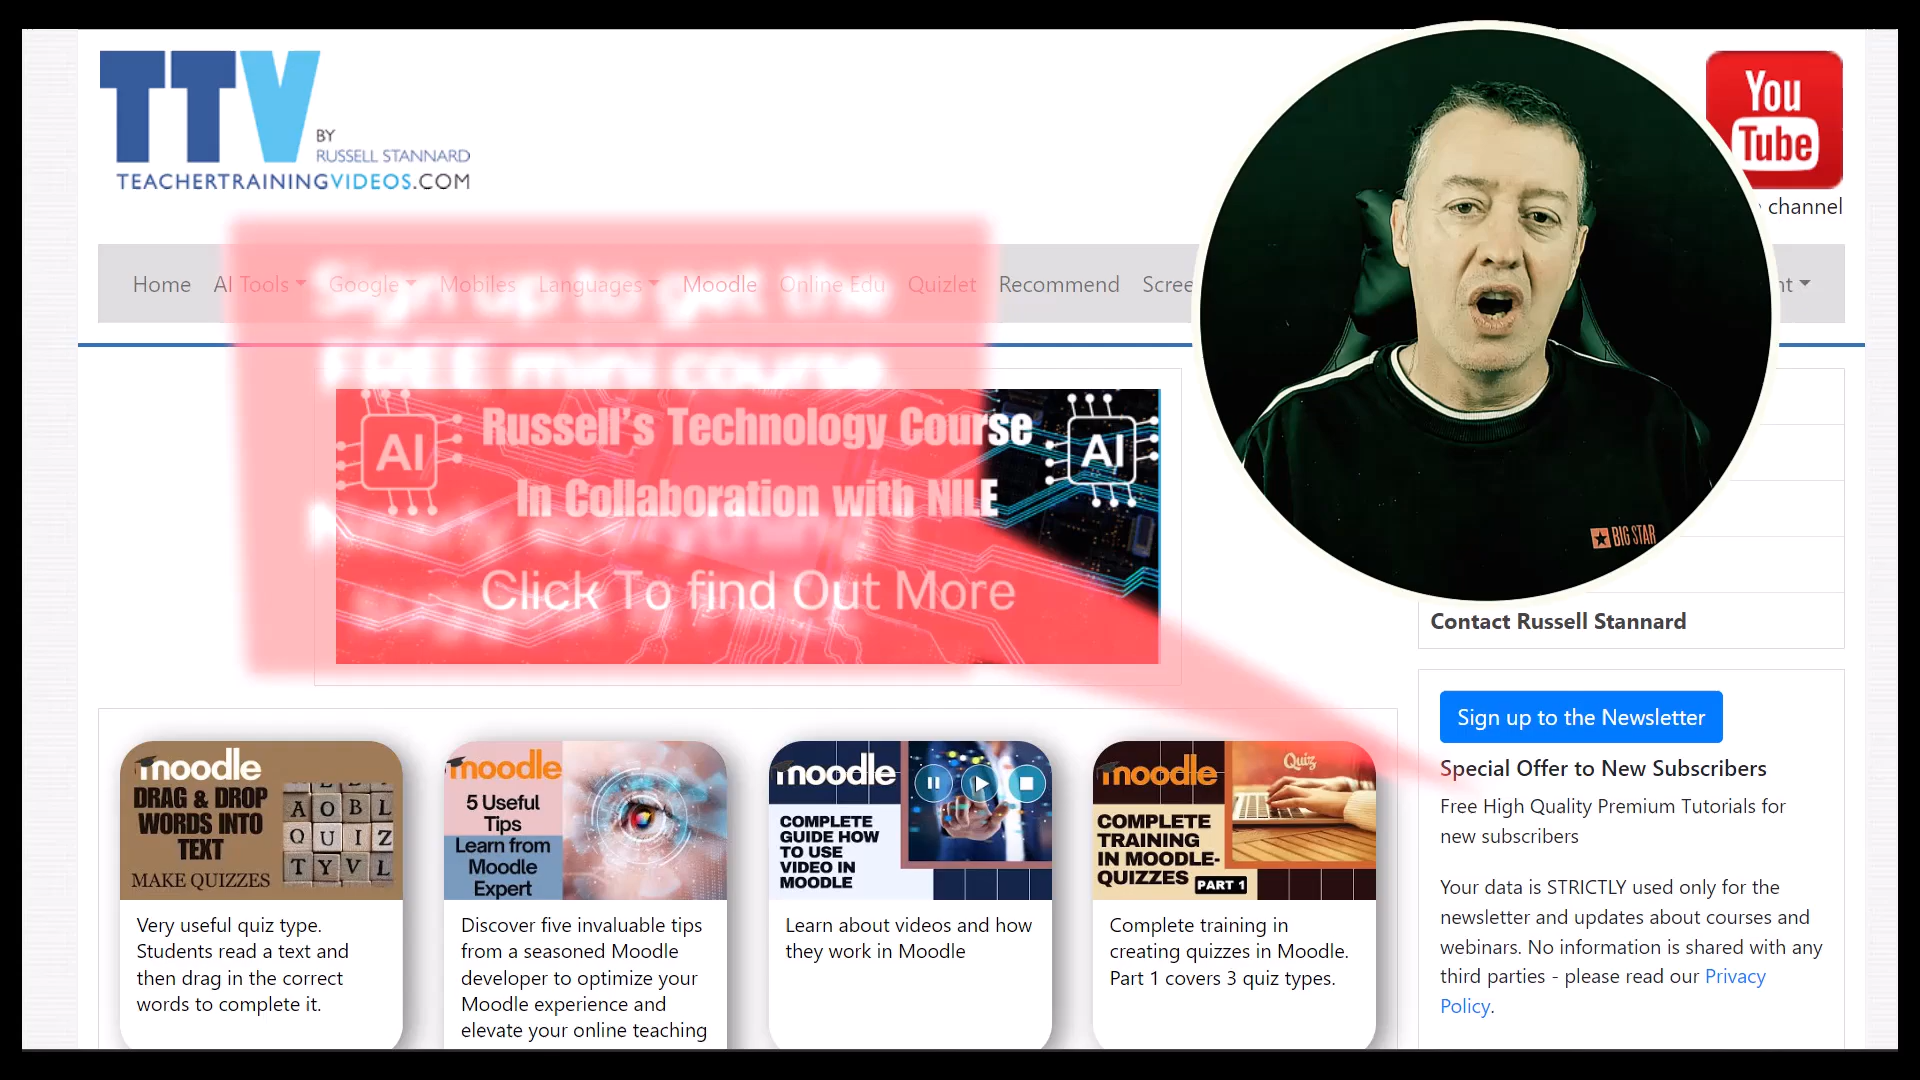 TTV
BY
RUSSELL STANNARD
TEACHERTRAININGVIDEOS.COM
You
Tube
channel
Home AI Tools Google Mobiles Languages Moodle Online Edu Quizlet Recommend Scree nt
Sign up to get the
FREE mini course
AI Russell's Technology Course AI
In Collaboration with NILE
Click To find Out More
BIG STAR
Contact Russell Stannard
Sign up to the Newsletter
Special Offer to New Subscribers
Free High Quality Premium Tutorials for
new subscribers
Your data is STRICTLY used only for the
newsletter and updates about courses and
webinars. No information is shared with any
third parties - please read our Privacy
Policy.
moodle
DRAG & DROP
WORDS INTO
TEXT
MAKE QUIZZES
A O B L
Q U I Z
T Y V L
Very useful quiz type.
Students read a text and
then drag in the correct
words to complete it.
moodle
5 Useful
Tips
Learn from
Moodle
Expert
Discover five invaluable tips
from a seasoned Moodle
developer to optimize your
Moodle experience and
elevate your online teaching
moodle
COMPLETE
GUIDE HOW
TO USE
VIDEO IN
MOODLE
Learn about videos and how
they work in Moodle
moodle
Quiz
COMPLETE
TRAINING
IN MOODLE-
QUIZZES PART 1
Complete training in
creating quizzes in Moodle.
Part 1 covers 3 quiz types.